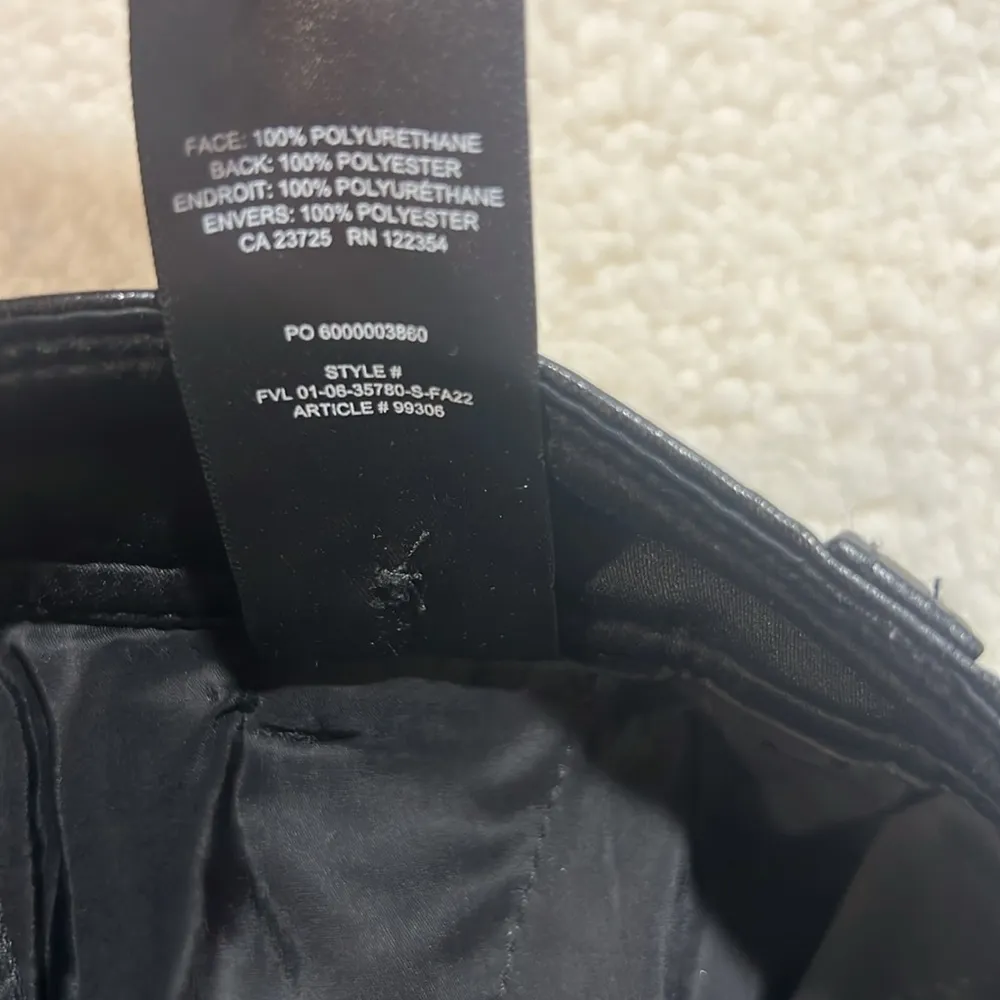 FACE: 100% POLYURETHANE
BACK: 100% POLYESTER
ENDROIT: 100% POLYURÉTHANE
ENVERS: 100% POLYESTER
CA 23725 RN 122354
PO 6000003860
STYLE #
FVL 01-06-35780-S-FA22
ARTICLE # 99306